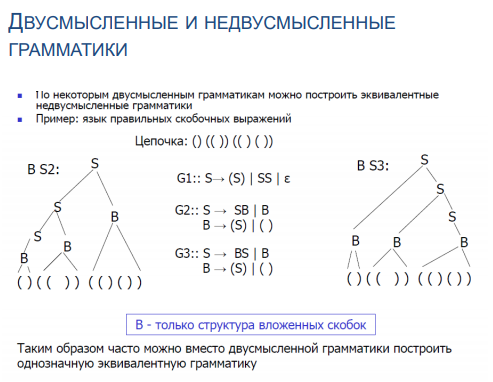 ДВУСМЫСЛЕННЫЕ И НЕДВУСМЫСЛЕННЫЕ
ГРАММАТИКИ
По некоторым двусмысленным грамматикам можно построить эквивалентные
недвусмысленные грамматики
Пример: язык правильных скобочных выражений
Цепочка: () (( )) (( ) ( ))
В S2:
S
S
B
S
B
B
( ) ( ( ) ) ( ( ) ( ) )
G1:: S → (S) | SS | ε
G2:: S → SB | B
B → (S) | ( )
G3:: S → BS | B
B → (S) | ( )
В S3:
S
S
S
B
B
B
( ) ( ( ) ) ( ( ) ( ) )
B - только структура вложенных скобок
Таким образом часто можно вместо двусмысленной грамматики построить
однозначную эквивалентную грамматику